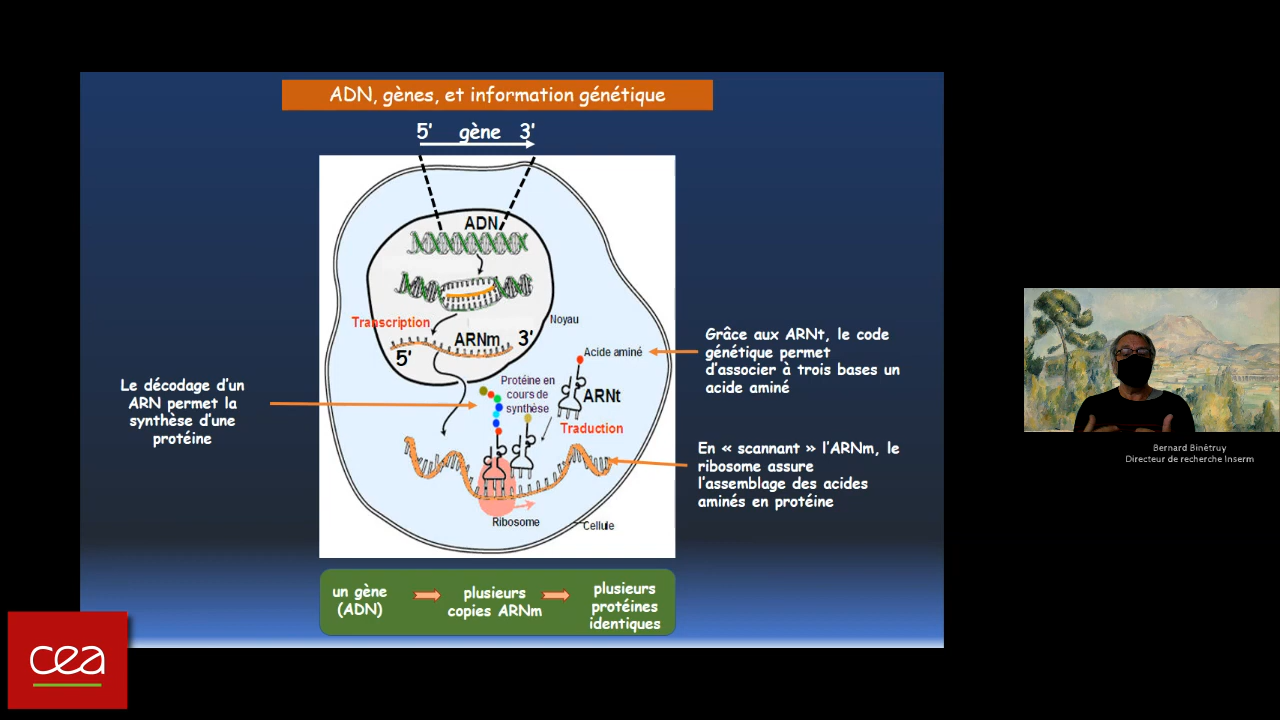 ADN, gènes, et information génétique
5' gène 3'
ADN
Transcription
ARNm
5'
3'
Noyau
Acide aminé
Protéine en
cours de
synthèse
ARNt
Traduction
Ribosome
Cellule
Le décodage d'un
ARN permet la
synthèse d'une
protéine
Grâce aux ARNt, le code
génétique permet
d'associer à trois bases un
acide aminé
En « scannant » l'ARNm, le
ribosome assure
l'assemblage des acides
aminés en protéine
un gène
(ADN)
plusieurs
copies ARNm
plusieurs
protéines
identiques
Bernard Binètruy
Directeur de recherche Inserm
cea